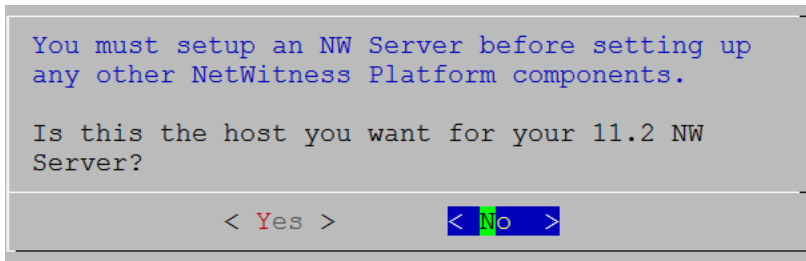 You must setup an NW Server before setting up
any other NetWitness Platform components.
Is this the host you want for your 11.2 NW
Server?
< Yes > < No >